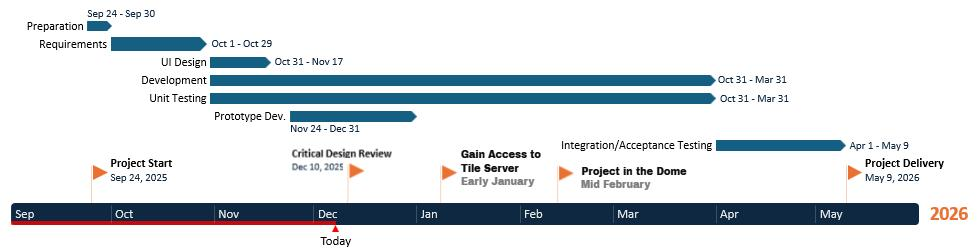 Sep 24 - Sep 30
Preparation
Requirements
Oct 1 - Oct 29
UI Design
Oct 31 - Nov 17
Development
Oct 31 - Mar 31
Unit Testing
Oct 31 - Mar 31
Prototype Dev.
Nov 24 - Dec 31
Integration/Acceptance Testing
Apr 1 - May 9
Project Start
Sep 24, 2025
Critical Design Review
Dec 10, 2025
Gain Access to
Tile Server
Early January
Project in the Dome
Mid February
Project Delivery
May 9, 2026
Sep Oct Nov Dec Jan Feb Mar Apr May 2026
Today